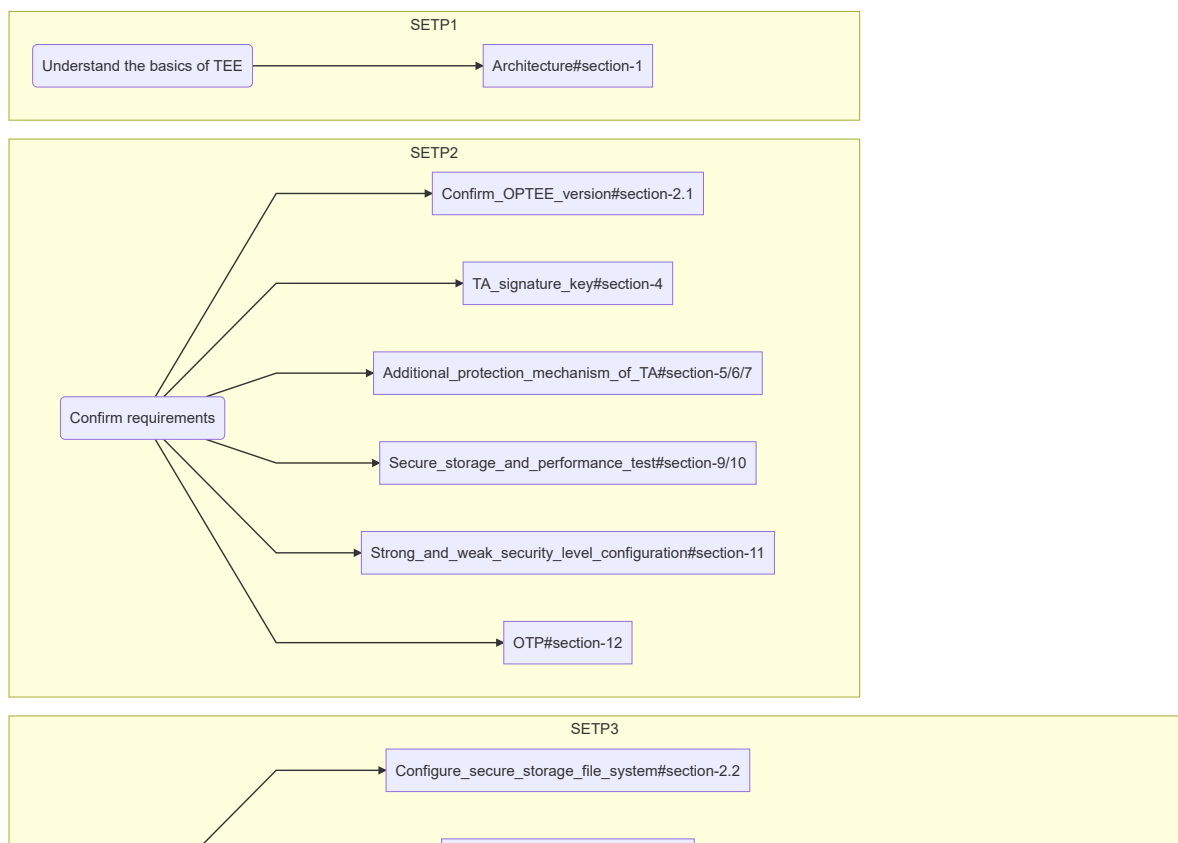 SETP1
Understand the basics of TEE
Architecture#section-1
SETP2
Confirm_OPTEE_version#section-2.1
TA_signature_key#section-4
Additional_protection_mechanism_of_TA#section-5/6/7
Confirm requirements
Secure_storage_and_performance_test#section-9/10
Strong_and_weak_security_level_configuration#section-11
OTP#section-12
SETP3
Configure_secure_storage_file_system#section-2.2